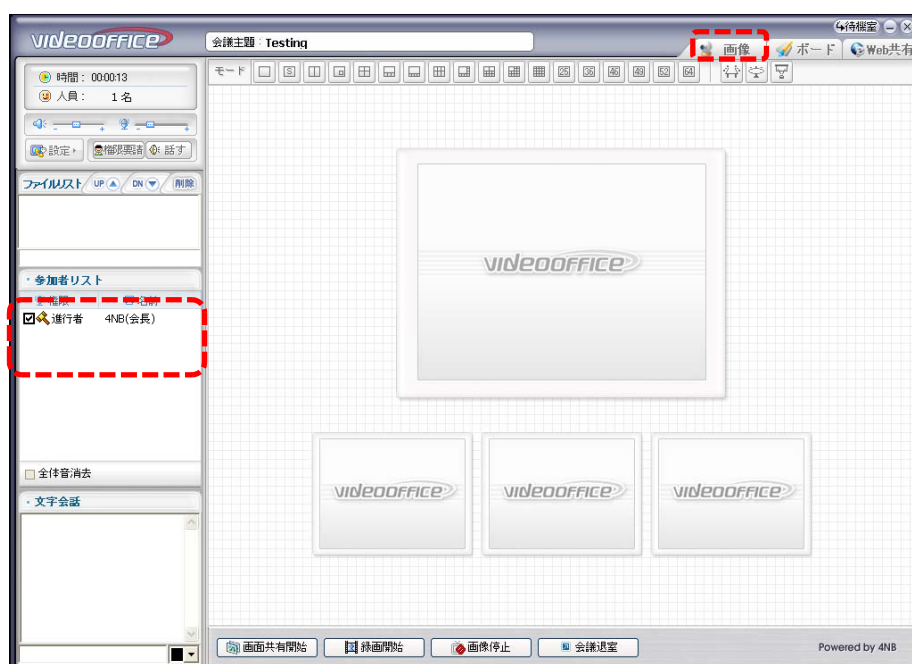 VIDEOOFFICE
会議主題 : Testing
待機室
画像
ボード
Web共有
時間 : 00:00:13
人員 : 1 名
設定
権限要請
話す
モード
S
25
36
46
49
52
64
ファイルリスト
UP
DN
削除
参加者リスト
権限
名前
進行者 4NB(会長)
全体音消去
文字会話
VIDEOOFFICE
VIDEOOFFICE
VIDEOOFFICE
VIDEOOFFICE
画面共有開始
録画開始
画像停止
会議退室
Powered by 4NB